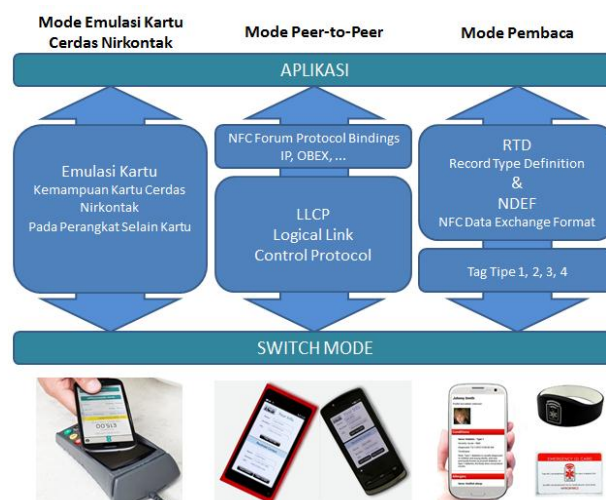 Mode Emulasi Kartu
Cerdas Nirkontak
Mode Peer-to-Peer
Mode Pembaca
APLIKASI
Emulasi Kartu
Kemampuan Kartu Cerdas
Nirkontak
Pada Perangkat Selain Kartu
NFC Forum Protocol Bindings
IP, OBEX, ...
LLCP
Logical Link
Control Protocol
RTD
Record Type Definition
&
NDEF
NFC Data Exchange Format
Tag Tipe 1, 2, 3, 4
SWITCH MODE